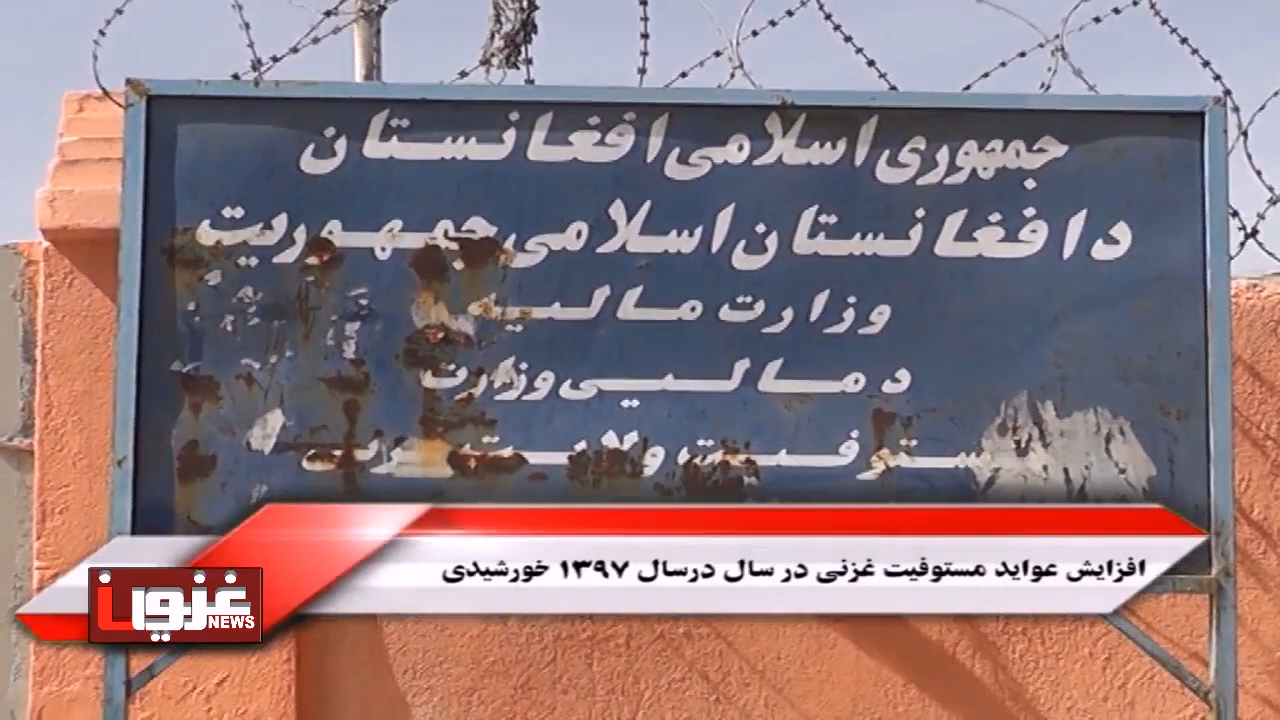 جمهوری اسلامی افغانستان
د افغانستان اسلامی جمهوریت
وزارت مالیه
د مالیی وزارت
افزایش عواید مستوفیت غزنی در سال درسال ۱۳۹۷ خورشیدی
غزنویان
NEWS